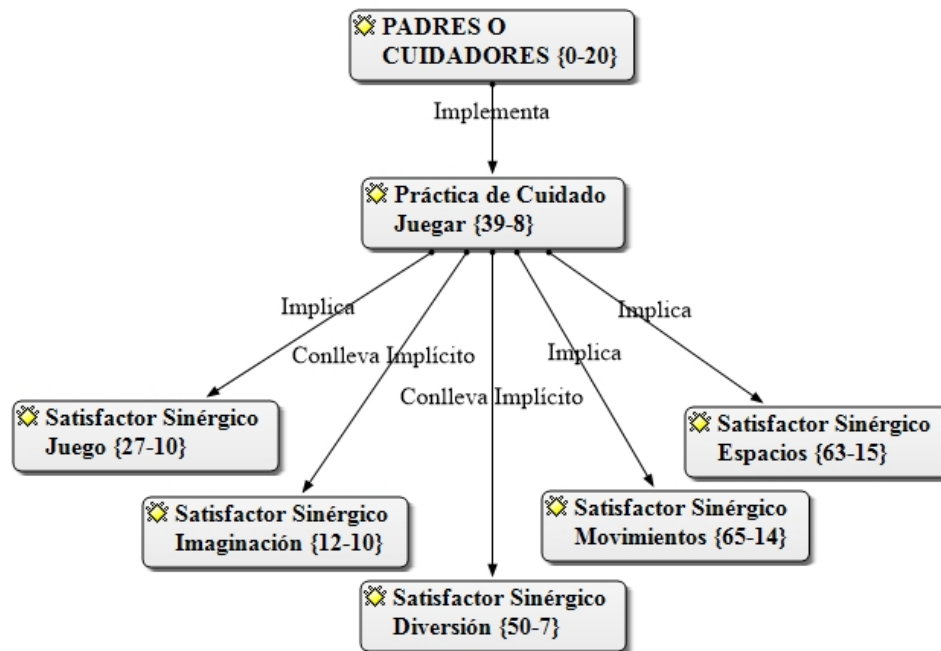 PADRES O
CUIDADORES {0-20}
Implementa
Práctica de Cuidado
Juegar {39-8}
Implica
Implica
Conlleva Implícito
Implica
Conlleva Implícito
Satisfactor Sinérgico
Juego {27-10}
Satisfactor Sinérgico
Espacios {63-15}
Satisfactor Sinérgico
Imaginación {12-10}
Satisfactor Sinérgico
Movimientos {65-14}
Satisfactor Sinérgico
Diversión {50-7}